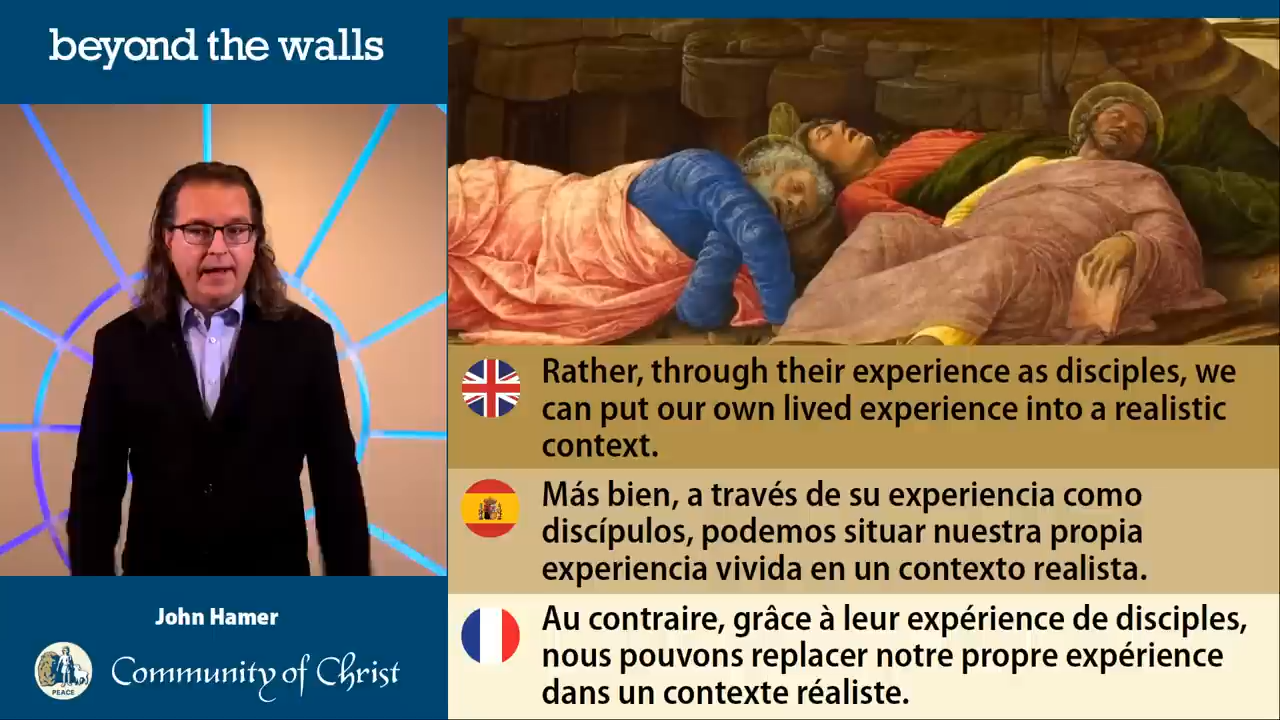 beyond the walls
Rather, through their experience as disciples, we
can put our own lived experience into a realistic
context.
Más bien, a través de su experiencia como
discípulos, podemos situar nuestra propia
experiencia vivida en un contexto realista.
Au contraire, grâce à leur expérience de disciples,
nous pouvons replacer notre propre expérience
dans un contexte réaliste.
John Hamer
PEACE
Community of Christ